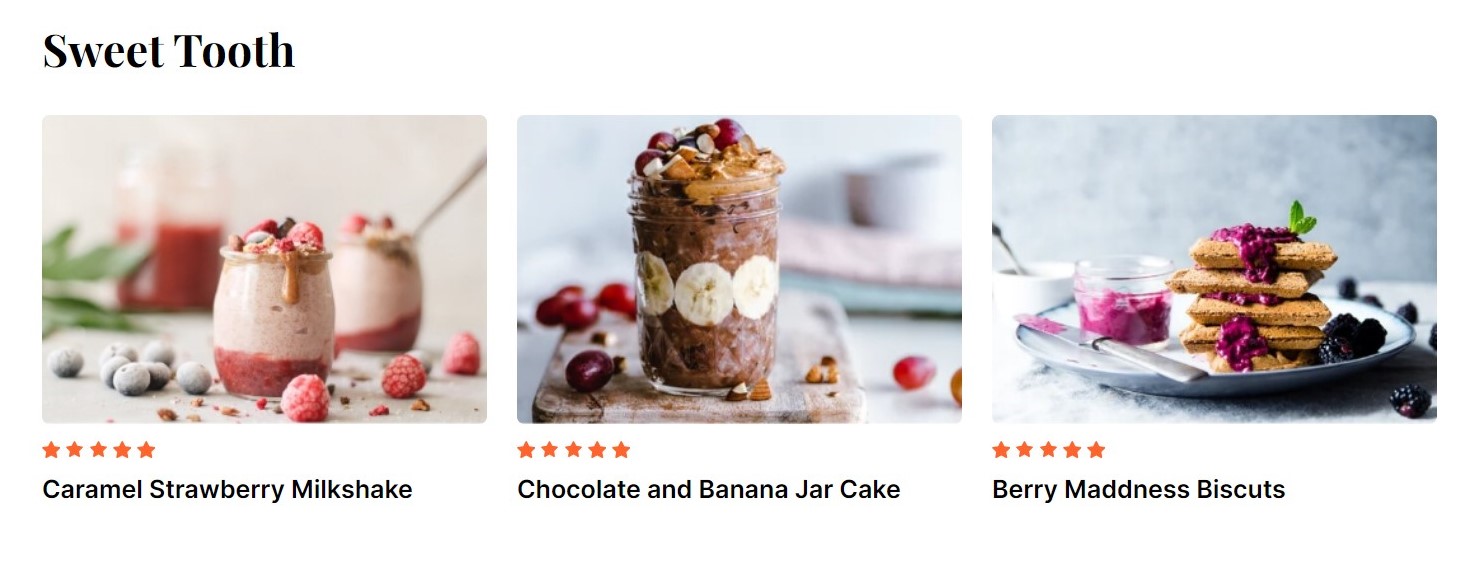 Sweet Tooth
Caramel Strawberry Milkshake
Chocolate and Banana Jar Cake
Berry Maddness Biscuts